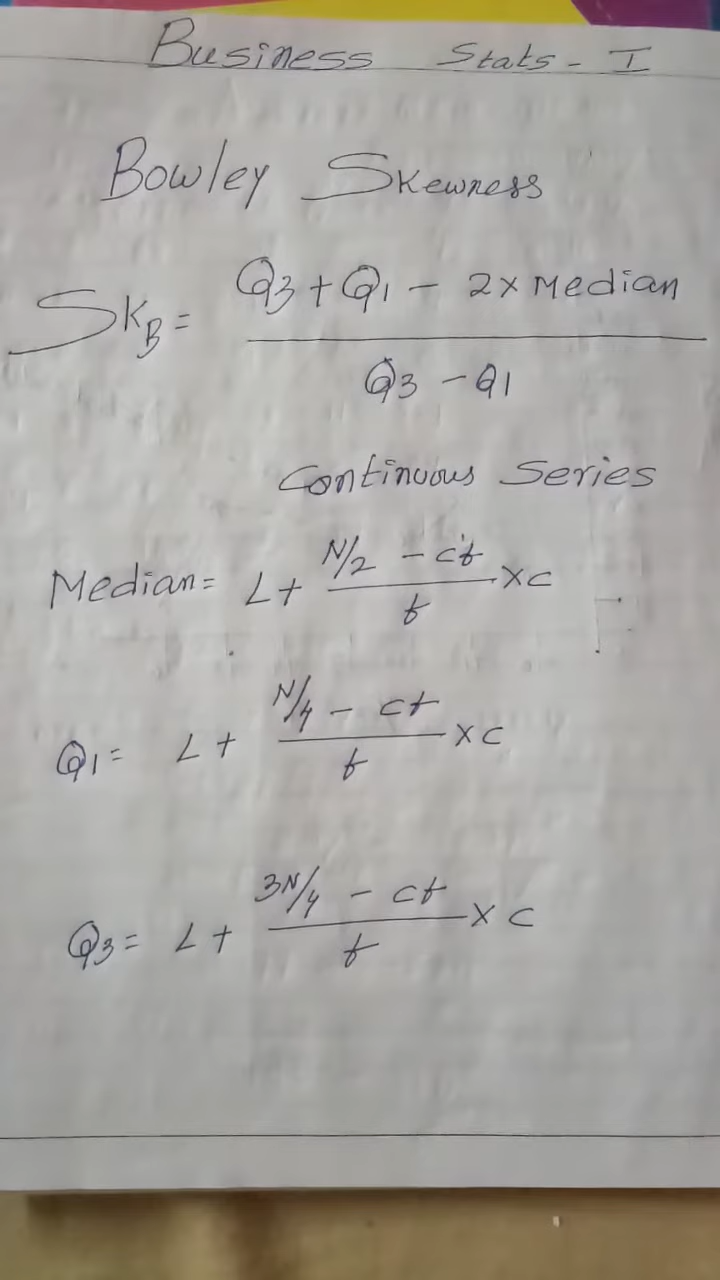 Business Stats - I
Bowley Skewness
SkB = Q3 + Q1 - 2 x Median / Q3 - Q1
Continuous Series
Median = L + N/2 - cf / f x c
Q1 = L + N/4 - cf / f x c
Q3 = L + 3N/4 - cf / f x c